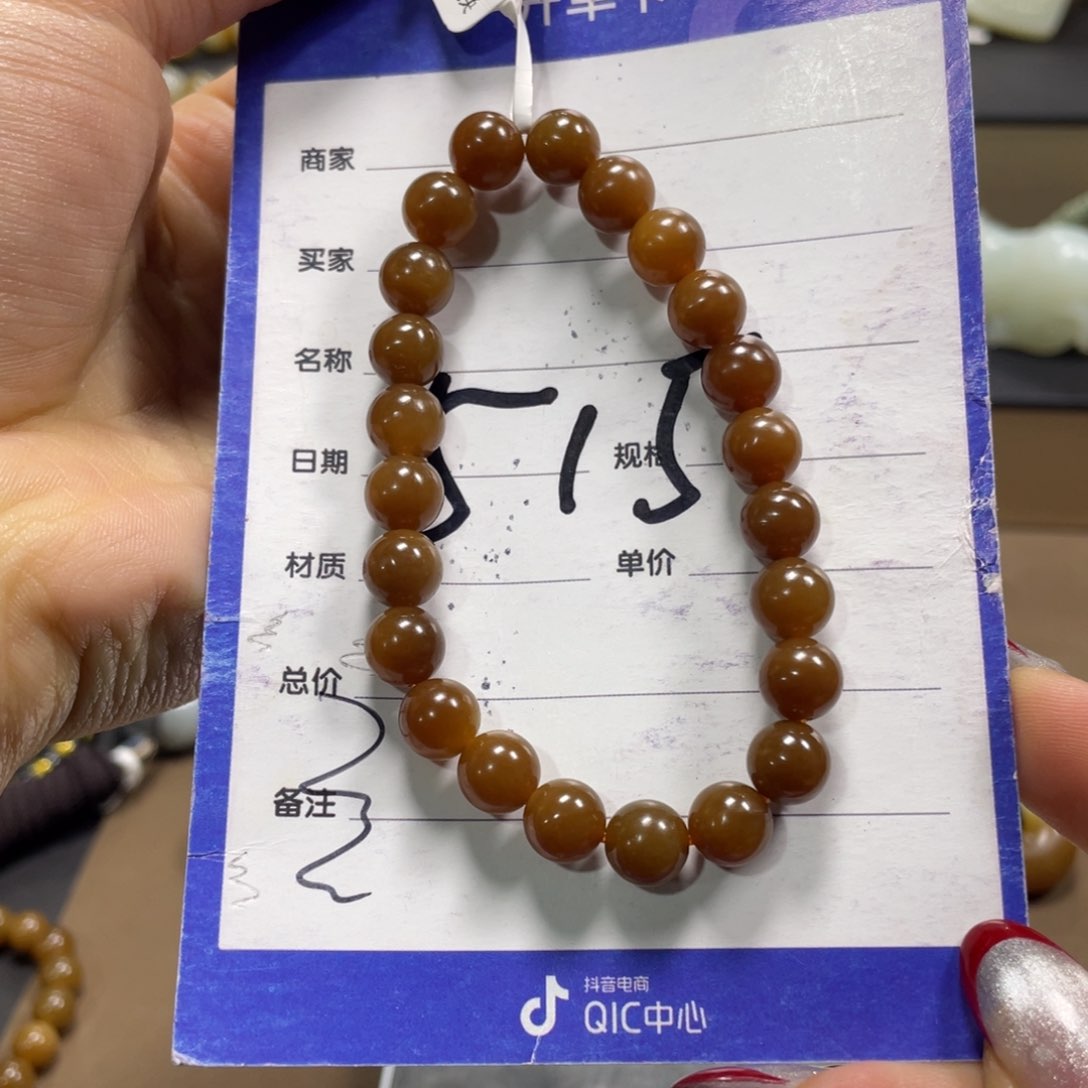 商家
买家
名称
日期 规格
515
材质 单价
总价
备注
抖音电商
QIC中心